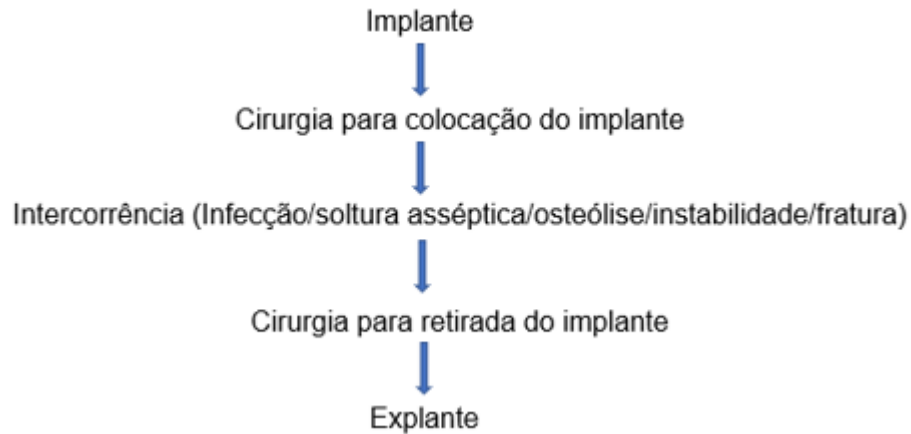 Implante
Cirurgia para colocação do implante
Intercorrência (Infecção/soltura asséptica/osteólise/instabilidade/fratura)
Cirurgia para retirada do implante
Explante